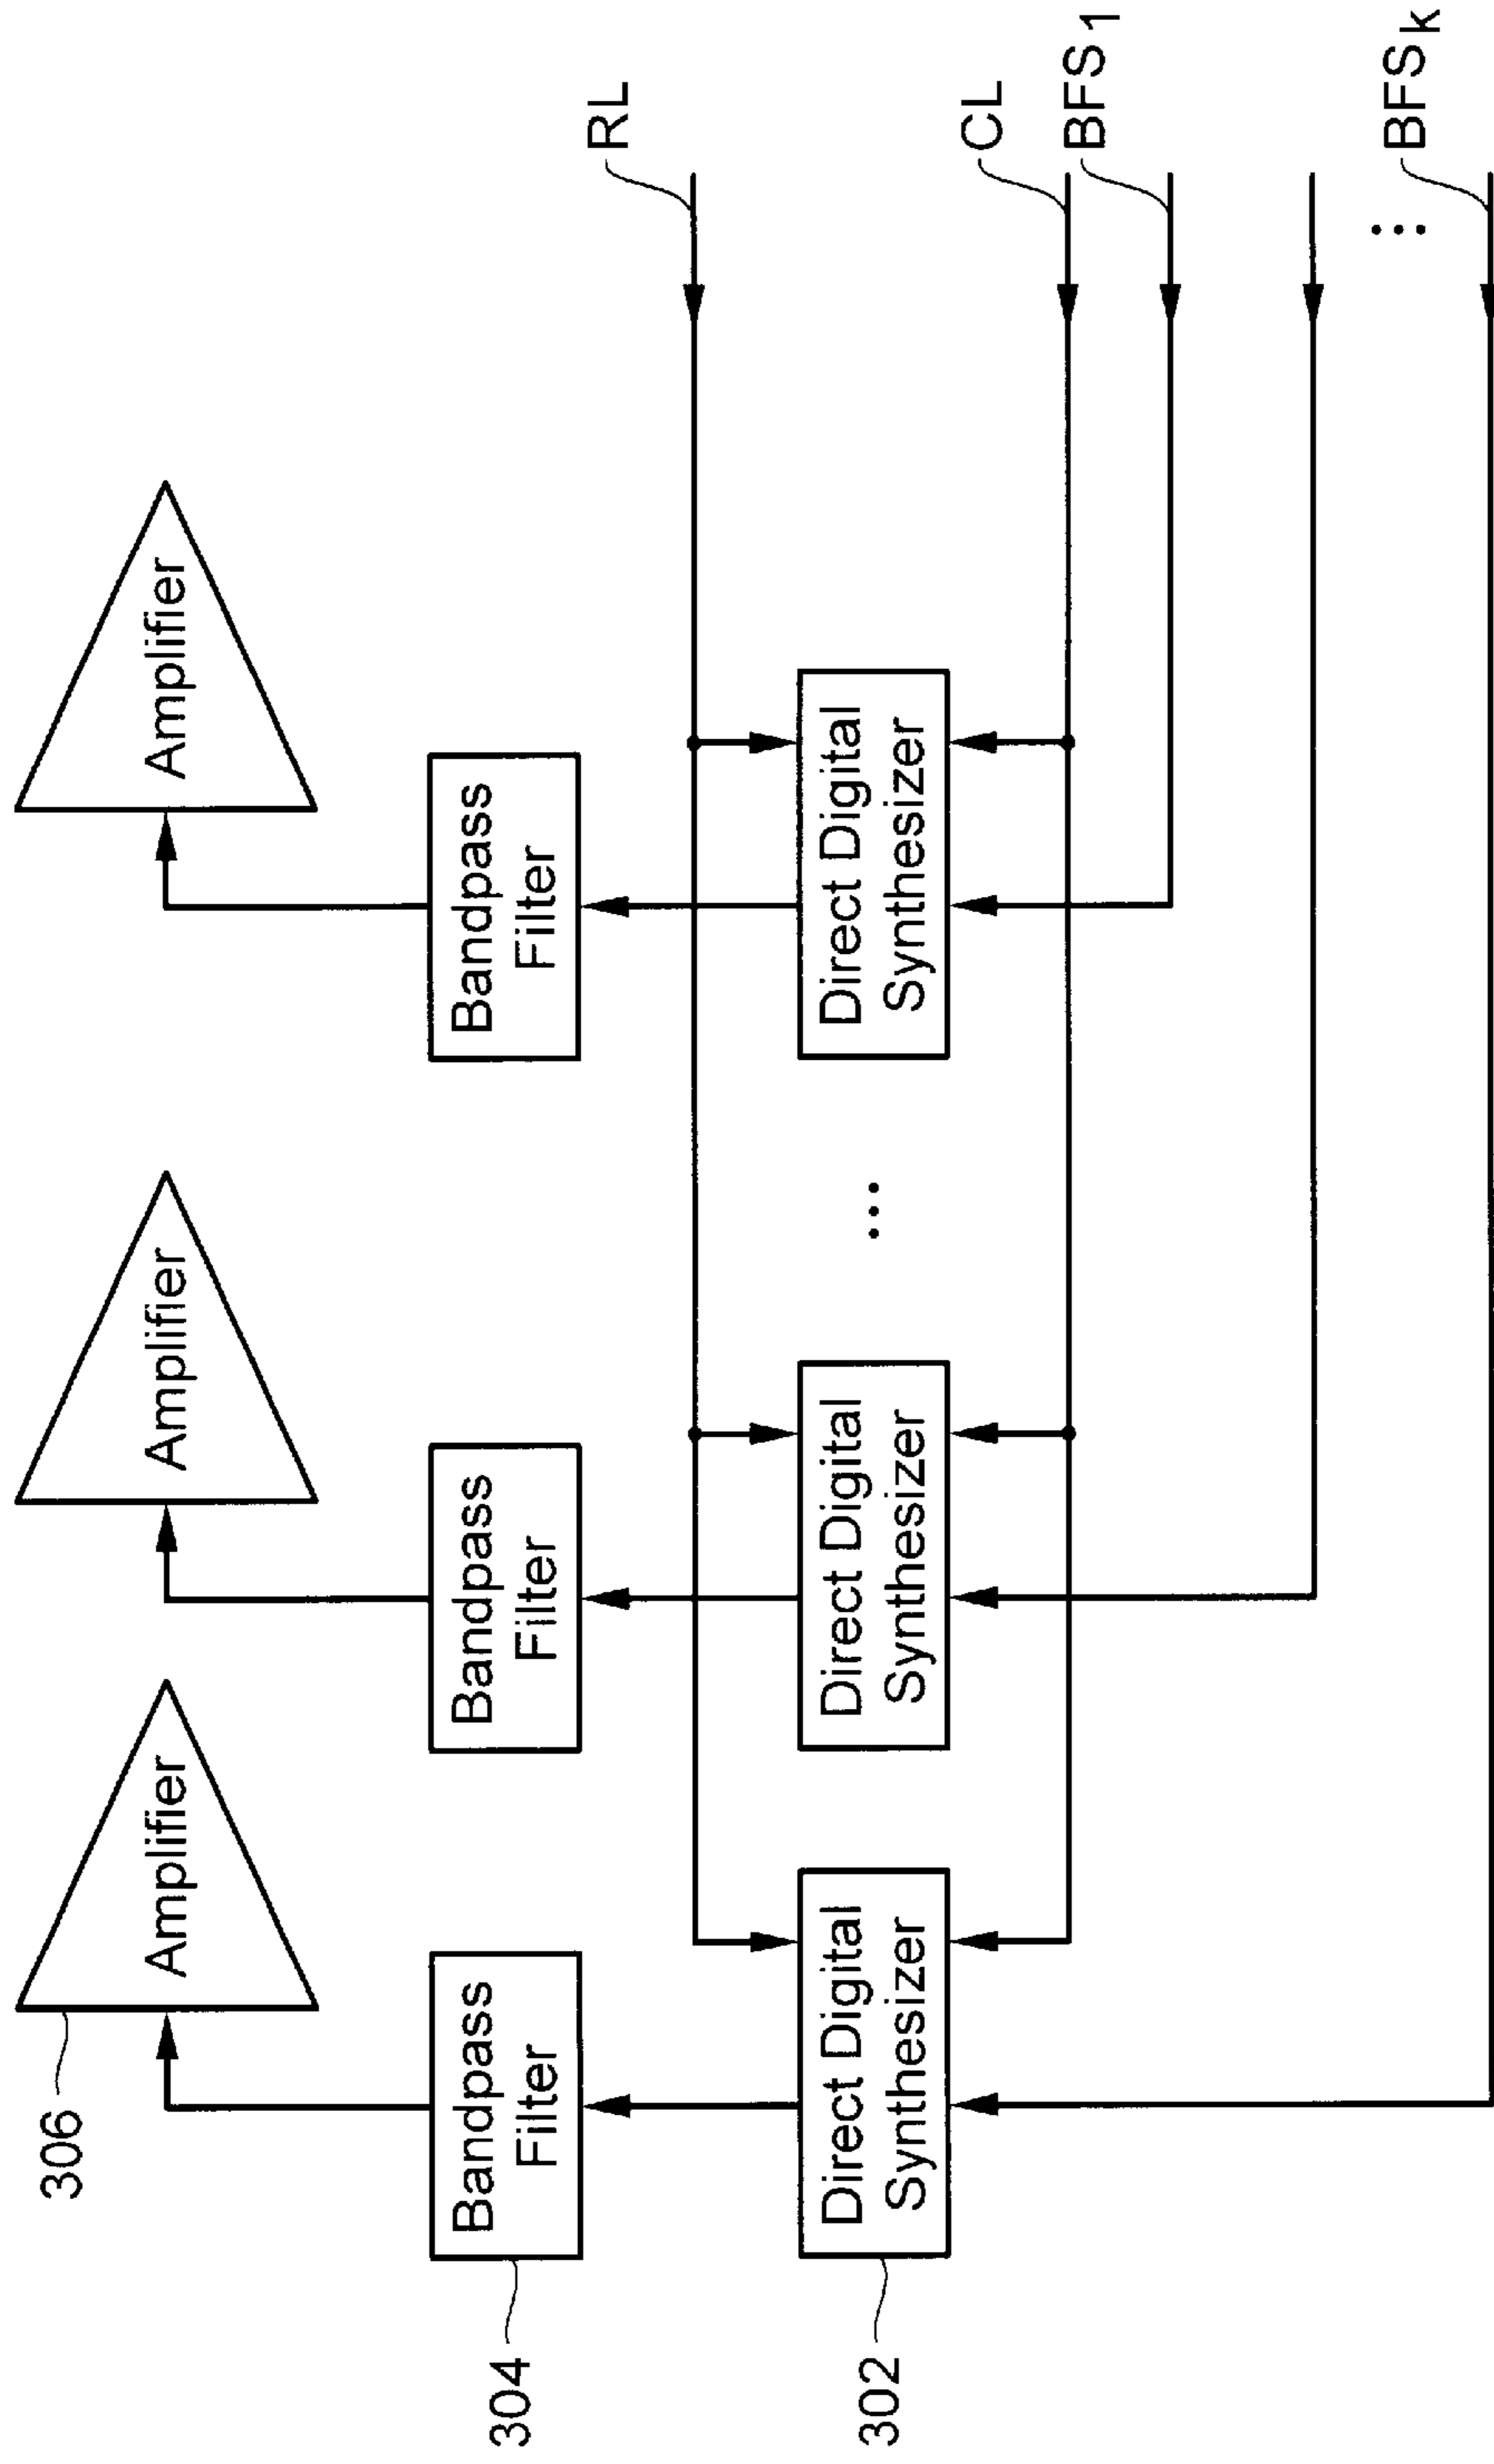 306
Amplifier
Amplifier
Amplifier
304
Bandpass
Filter
Bandpass
Filter
Bandpass
Filter
RL
302
Direct Digital
Synthesizer
Direct Digital
Synthesizer
...
Direct Digital
Synthesizer
CL
BFS1
⋮
BFSk